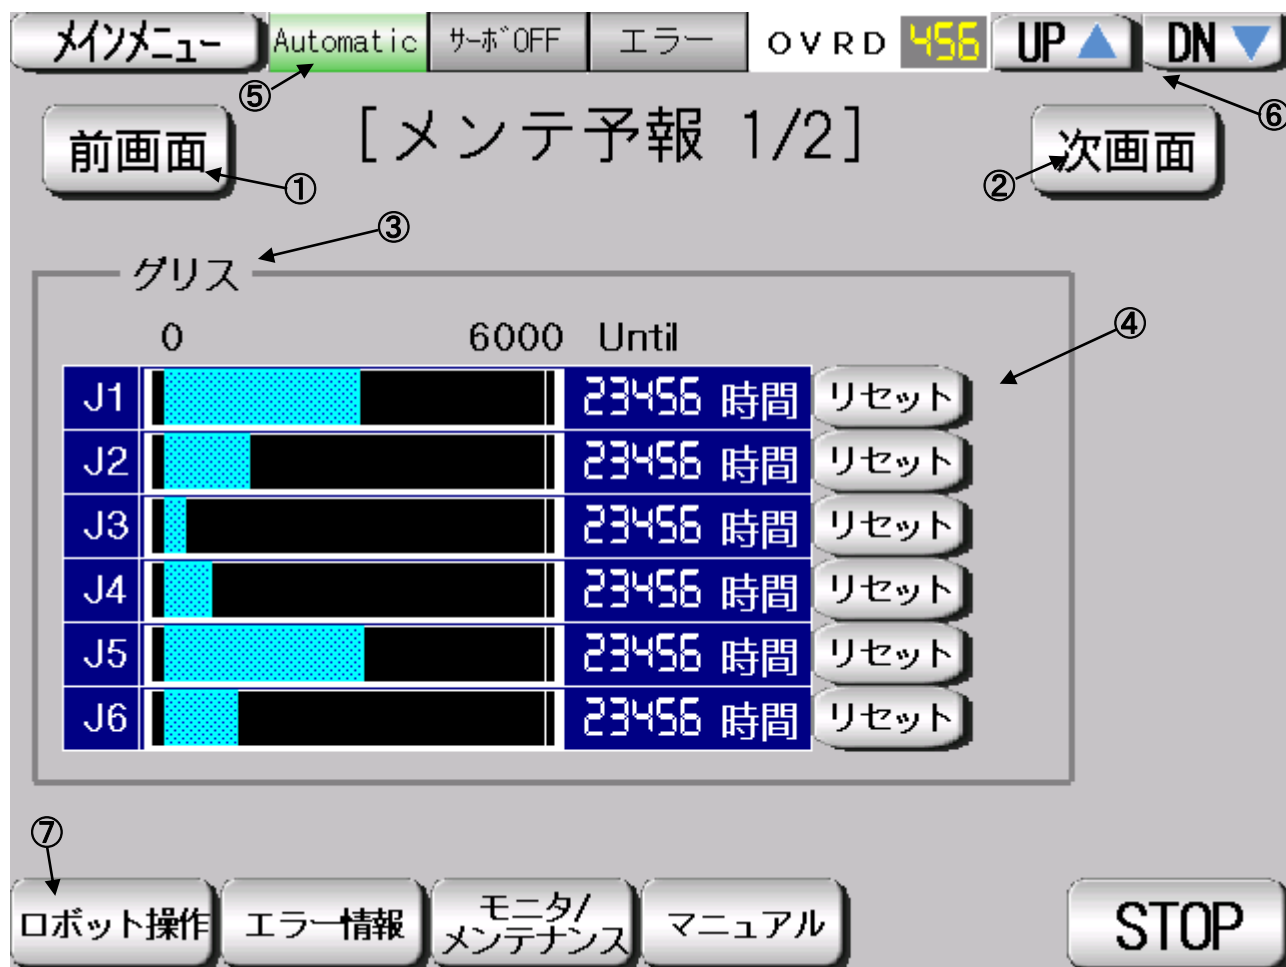 メインメニュー Automatic サーボOFF エラー OVRD 456 UP DN
⑤ ⑥
前画面 [メンテ予報 1/2] 次画面
① ②
③
グリス
④
0 6000 Until
J1 23456 時間 リセット
J2 23456 時間 リセット
J3 23456 時間 リセット
J4 23456 時間 リセット
J5 23456 時間 リセット
J6 23456 時間 リセット
⑦
ロボット操作 エラー情報 モニタ/
メンテナンス マニュアル STOP